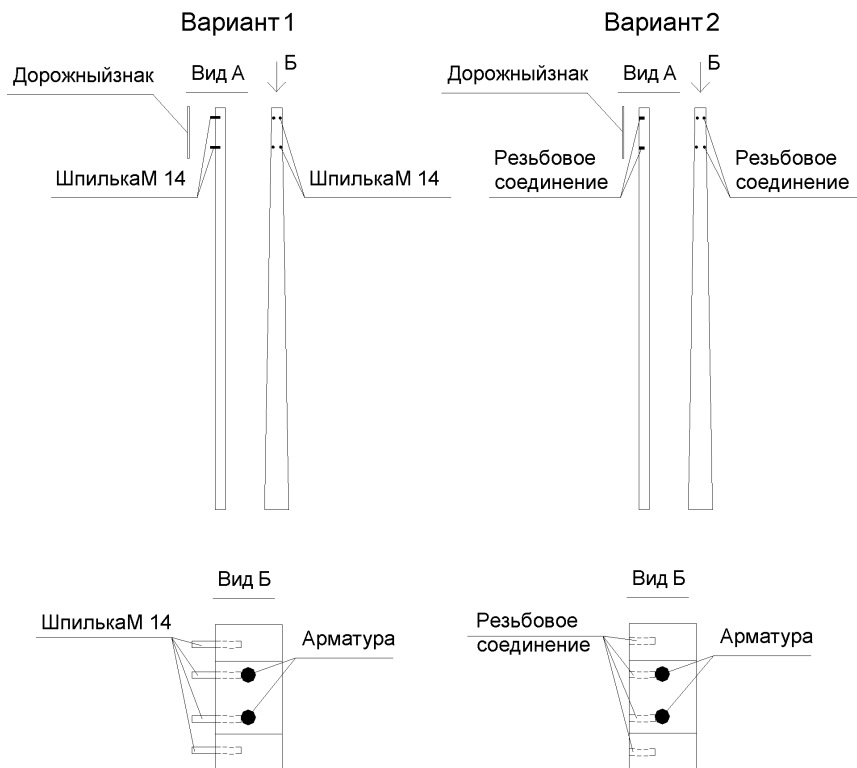 Вариант 1
Вариант 2
Дорожныйзнак
Вид А
Б
Дорожныйзнак
Вид А
Б
ШпилькаМ 14
ШпилькаМ 14
Резьбовое
соединение
Резьбовое
соединение
Вид Б
ШпилькаМ 14
Арматура
Вид Б
Резьбовое
соединение
Арматура